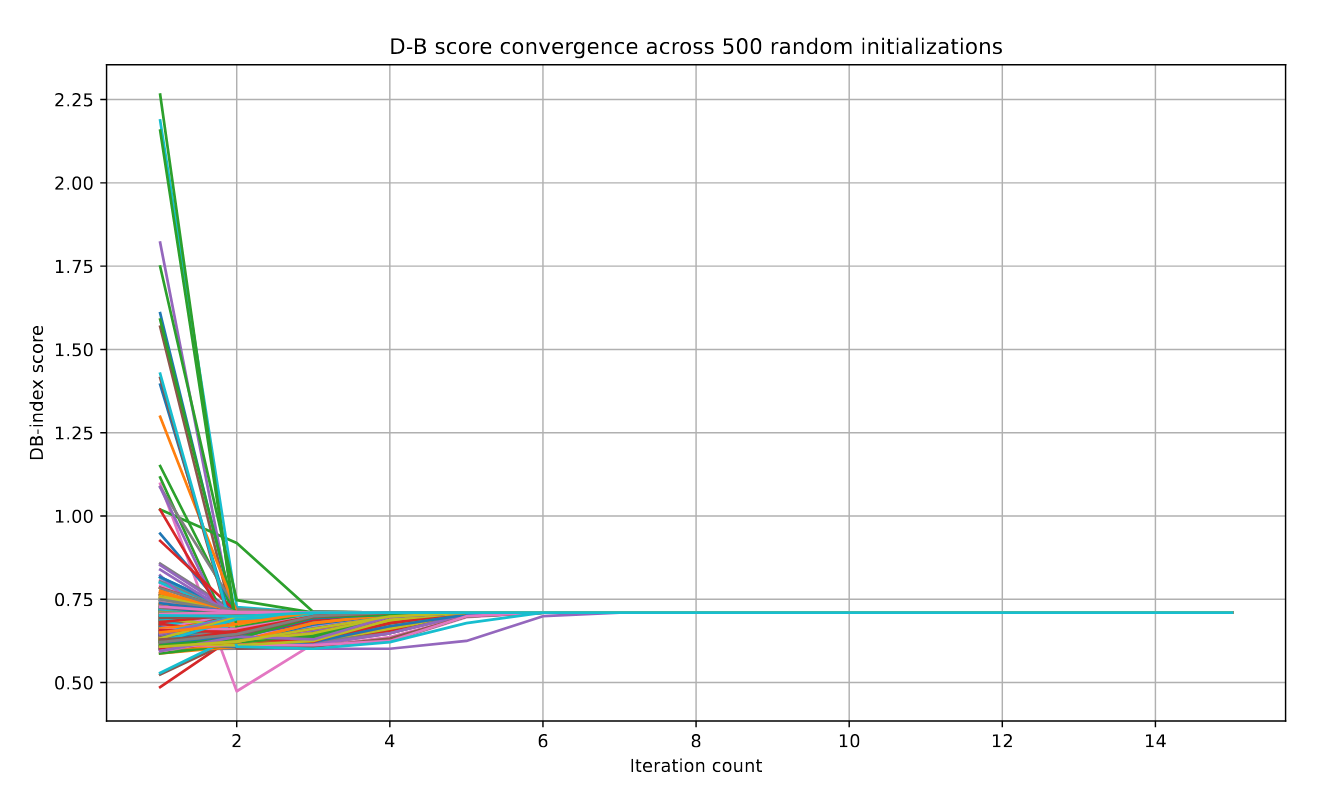 D-B score convergence across 500 random initializations
DB-index score
2.25
2.00
1.75
1.50
1.25
1.00
0.75
0.50
2 4 6 8 10 12 14
Iteration count